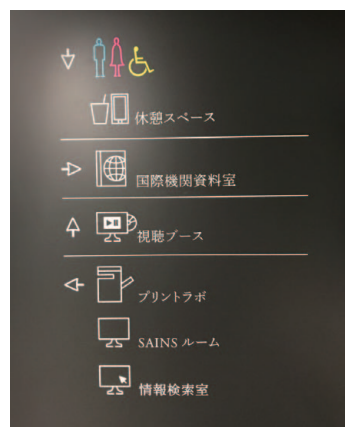 休憩スペース
国際機関資料室
視聴ブース
プリントラボ
SAINS ルーム
情報検索室